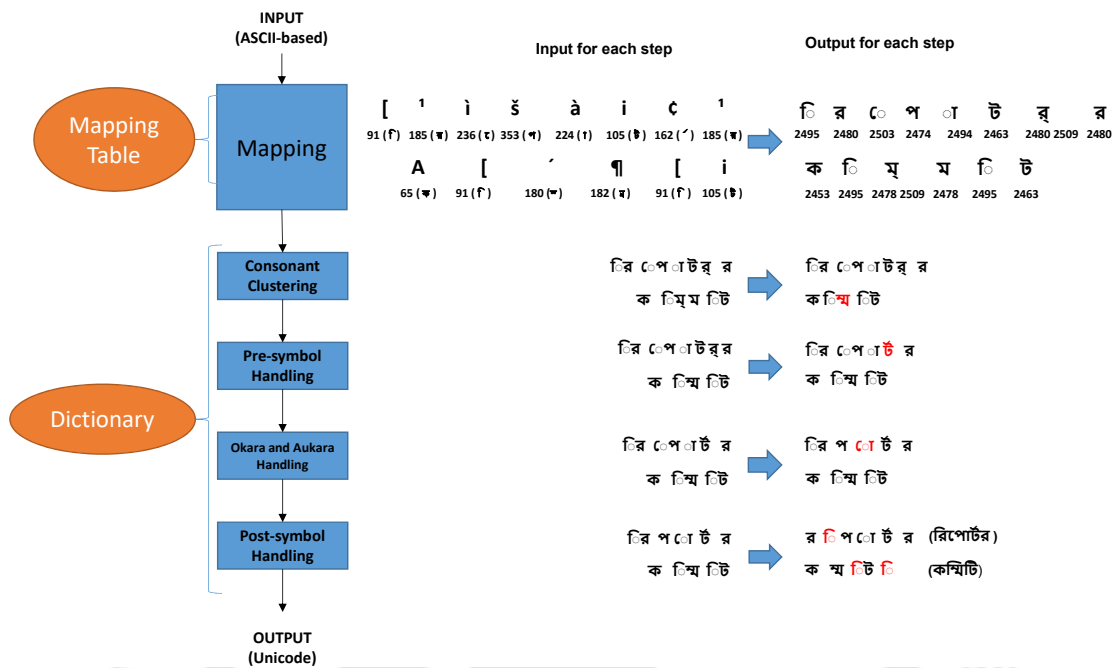 INPUT
(ASCII-based)
Input for each step
Output for each step
Mapping
Table
Mapping
[ ¹ ì š à i ¢ ¹
91 (ি) 185 (র) 236 (ে) 353 (প) 224 (া) 105 (ট) 162 (র্) 185 (র)
ি র ে প া ট র্ র
2495 2480 2503 2474 2494 2463 2480 2509 2480
A [ ´ ¶ [ i
65 (ক) 91 (ি) 182 (ম) 91 (ি) 105 (ট)
ক ি ম্ ম ি ট
2453 2495 2478 2509 2478 2495 2463
Dictionary
Consonant
Clustering
ি র ে প া ট র্ র
ি র ে প া ট র্ র
ক ি ম্ ম ি ট
ক ি ম্ম ি ট
Pre-symbol
Handling
ি র ে প া ট র্ র
ি র ে প া র্ট র
ক ি ম্ম ি ট
ক ি ম্ম ি ট
Okara and Aukara
Handling
ি র ে প া র্ট র
ি র প ো র্ট র
ক ি ম্ম ি ট
ক ি ম্ম ি ট
Post-symbol
Handling
ি র প ো র্ট র
র ি প ো র্ট র (রিপোর্টর)
ক ি ম্ম ি ট
ক ম্ম ি ট ি (কম্মিটি)
OUTPUT
(Unicode)